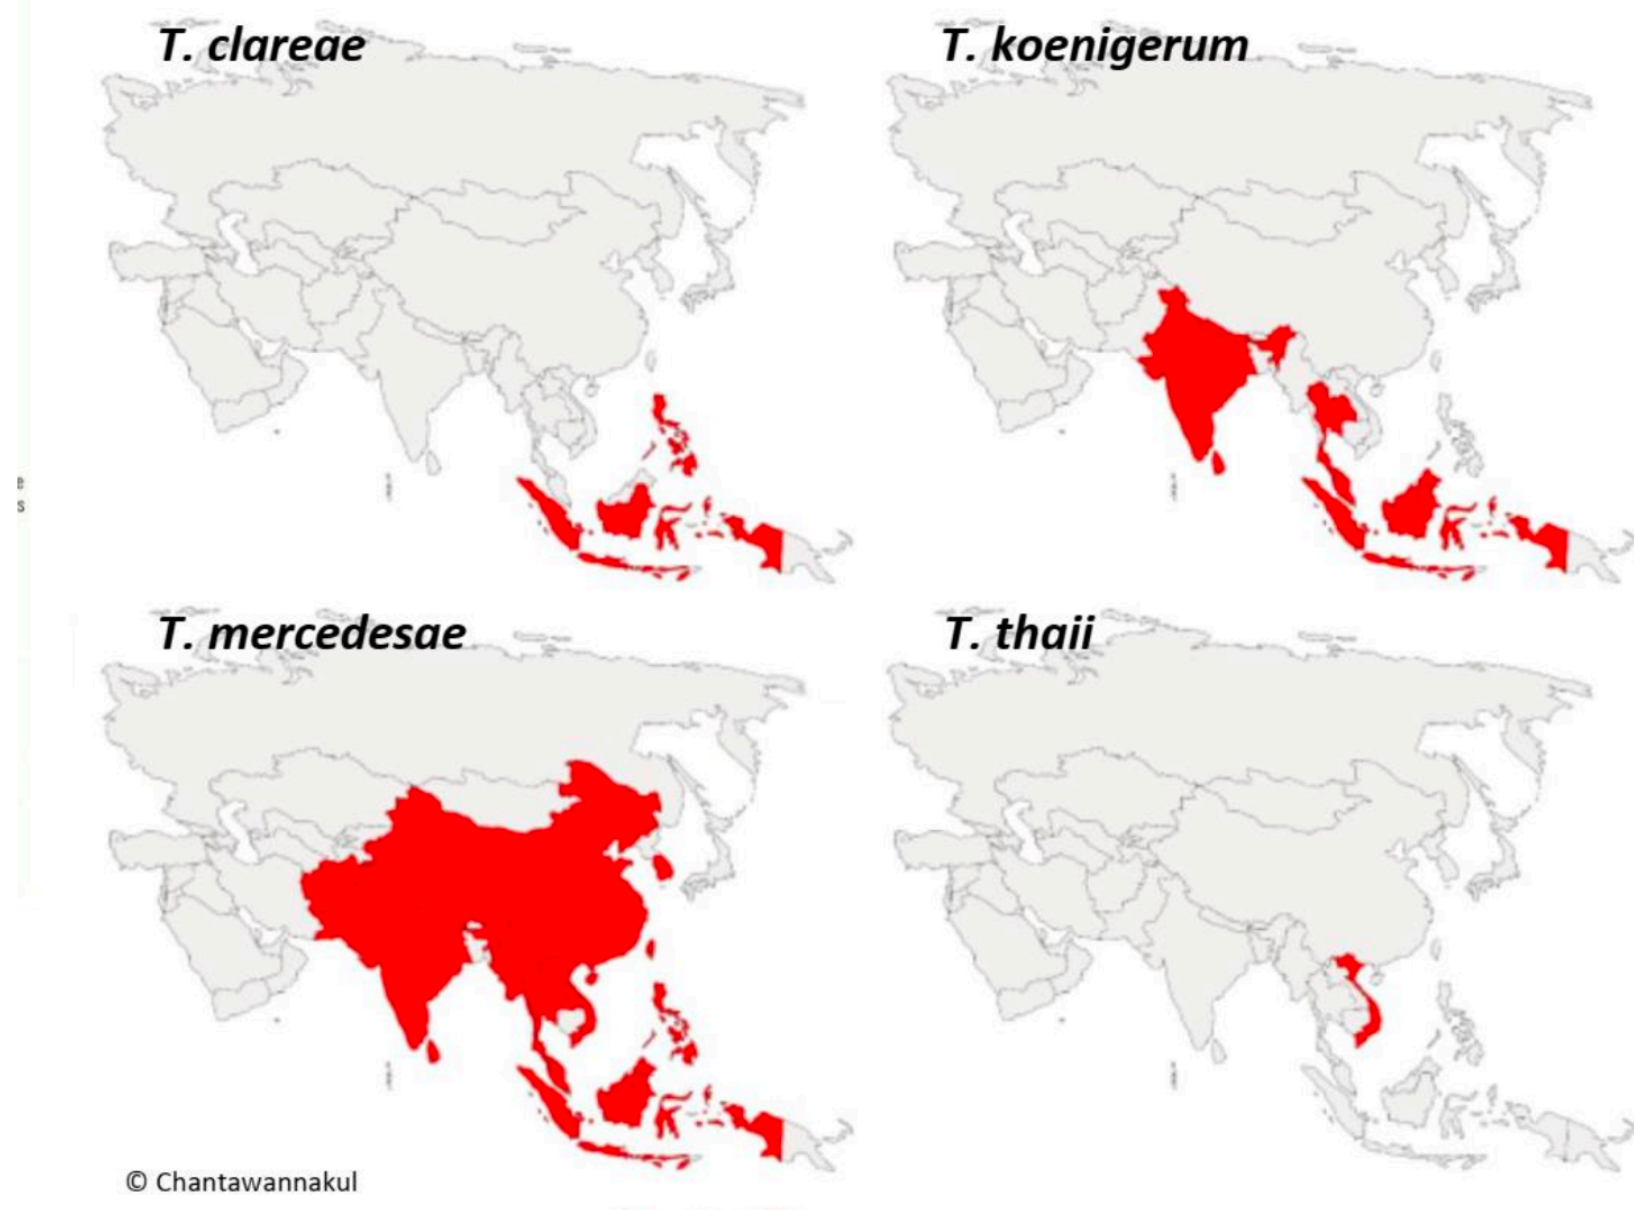 T. clareae
T. koenigerum
T. mercedesae
T. thaii
© Chantawannakul